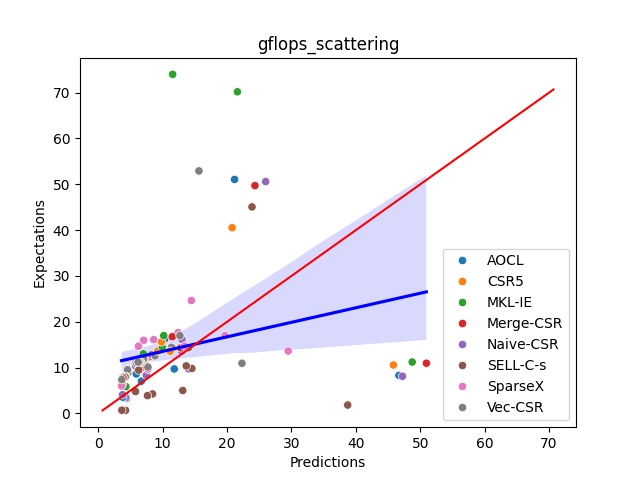 gflops_scattering
Expectations
70
60
50
40
30
20
10
0
0 10 20 30 40 50 60 70
Predictions
AOCL
CSR5
MKL-IE
Merge-CSR
Naive-CSR
SELL-C-s
SparseX
Vec-CSR